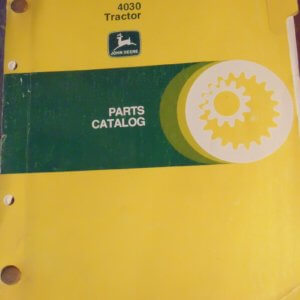 4030
Tractor
JOHN DEERE
PARTS
CATALOG